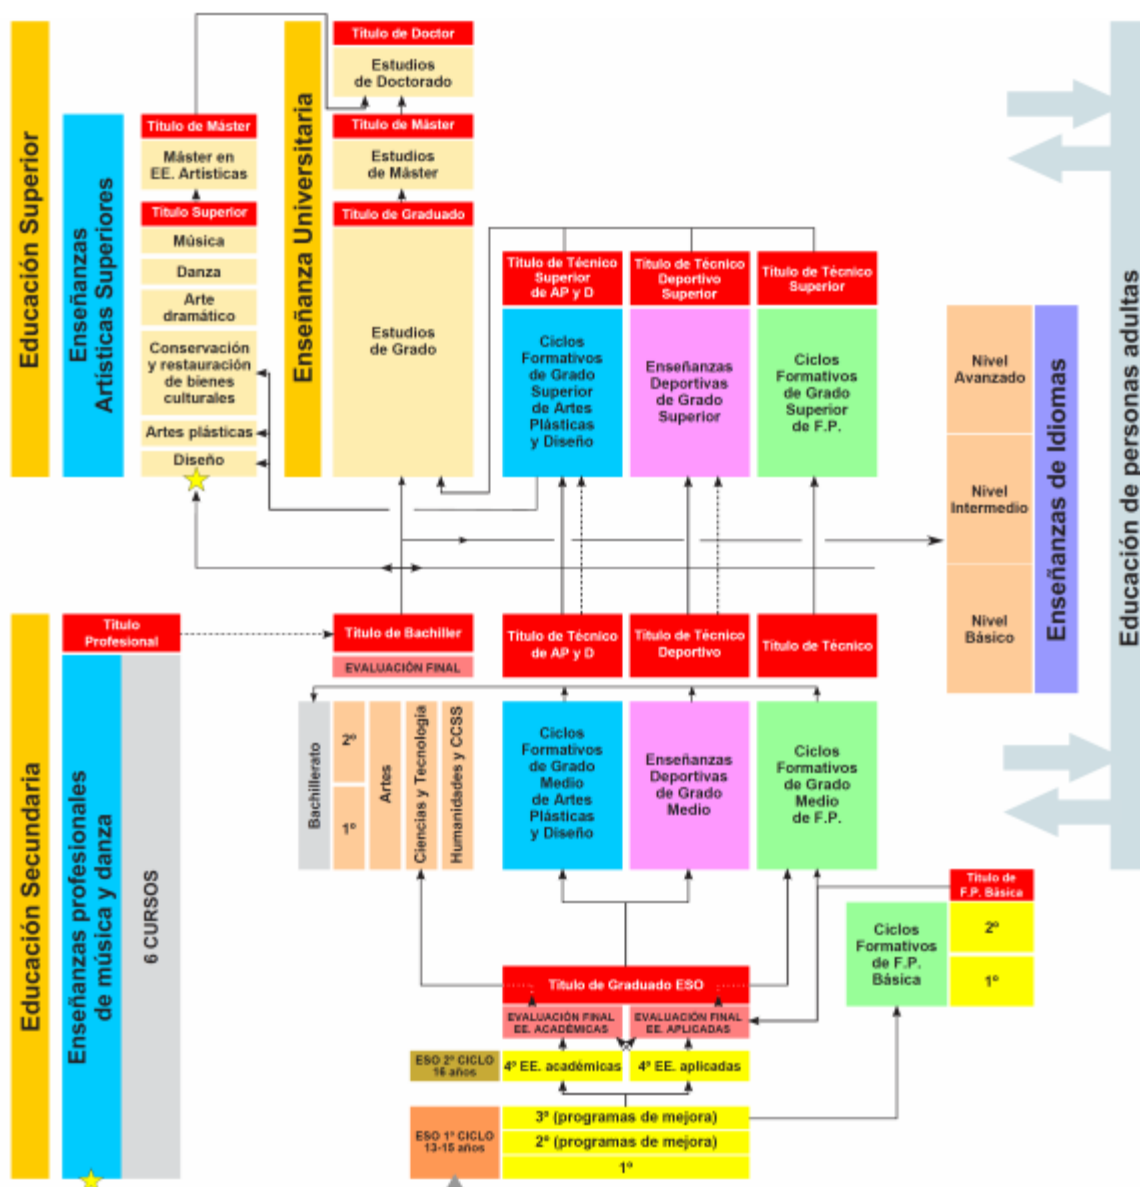 Educación Superior
Enseñanzas
Artísticas Superiores
Título de Máster
Máster en
EE. Artísticas
Título Superior
Música
Danza
Arte
dramático
Conservación
y restauración
de bienes
culturales
Artes plásticas
Diseño
Enseñanza Universitaria
Título de Doctor
Estudios
de Doctorado
Título de Máster
Estudios
de Máster
Título de Graduado
Estudios
de Grado
Título de Técnico
Superior
de AP y D
Ciclos
Formativos
de Grado
Superior
de Artes
Plásticas
y Diseño
Título de Técnico
Deportivo
Superior
Enseñanzas
Deportivas
de Grado
Superior
Título de Técnico
Superior
Ciclos
Formativos
de Grado
Superior
de F.P.
Nivel
Avanzado
Nivel
Intermedio
Nivel
Básico
Enseñanzas de Idiomas
Educación de personas adultas
Educación Secundaria
Título
Profesional
Enseñanzas profesionales
de música y danza
6 CURSOS
Título de Bachiller
EVALUACIÓN FINAL
Bachillerato
2º
1º
Artes
Ciencias y Tecnología
Humanidades y CCSS
Título de Técnico
de AP y D
Ciclos
Formativos
de Grado
Medio
de Artes
Plásticas
y Diseño
Título de Técnico
Deportivo
Enseñanzas
Deportivas
de Grado
Medio
Título de Técnico
Ciclos
Formativos
de Grado
Medio
de F.P.
Título de
F.P. Básica
Ciclos
Formativos
de F.P.
Básica
2º
1º
Título de Graduado ESO
EVALUACIÓN FINAL
EE. ACADÉMICAS
EVALUACIÓN FINAL
EE. APLICADAS
ESO 2º CICLO
16 años
4º EE. académicas
4º EE. aplicadas
ESO 1º CICLO
13-15 años
3º (programas de mejora)
2º (programas de mejora)
1º